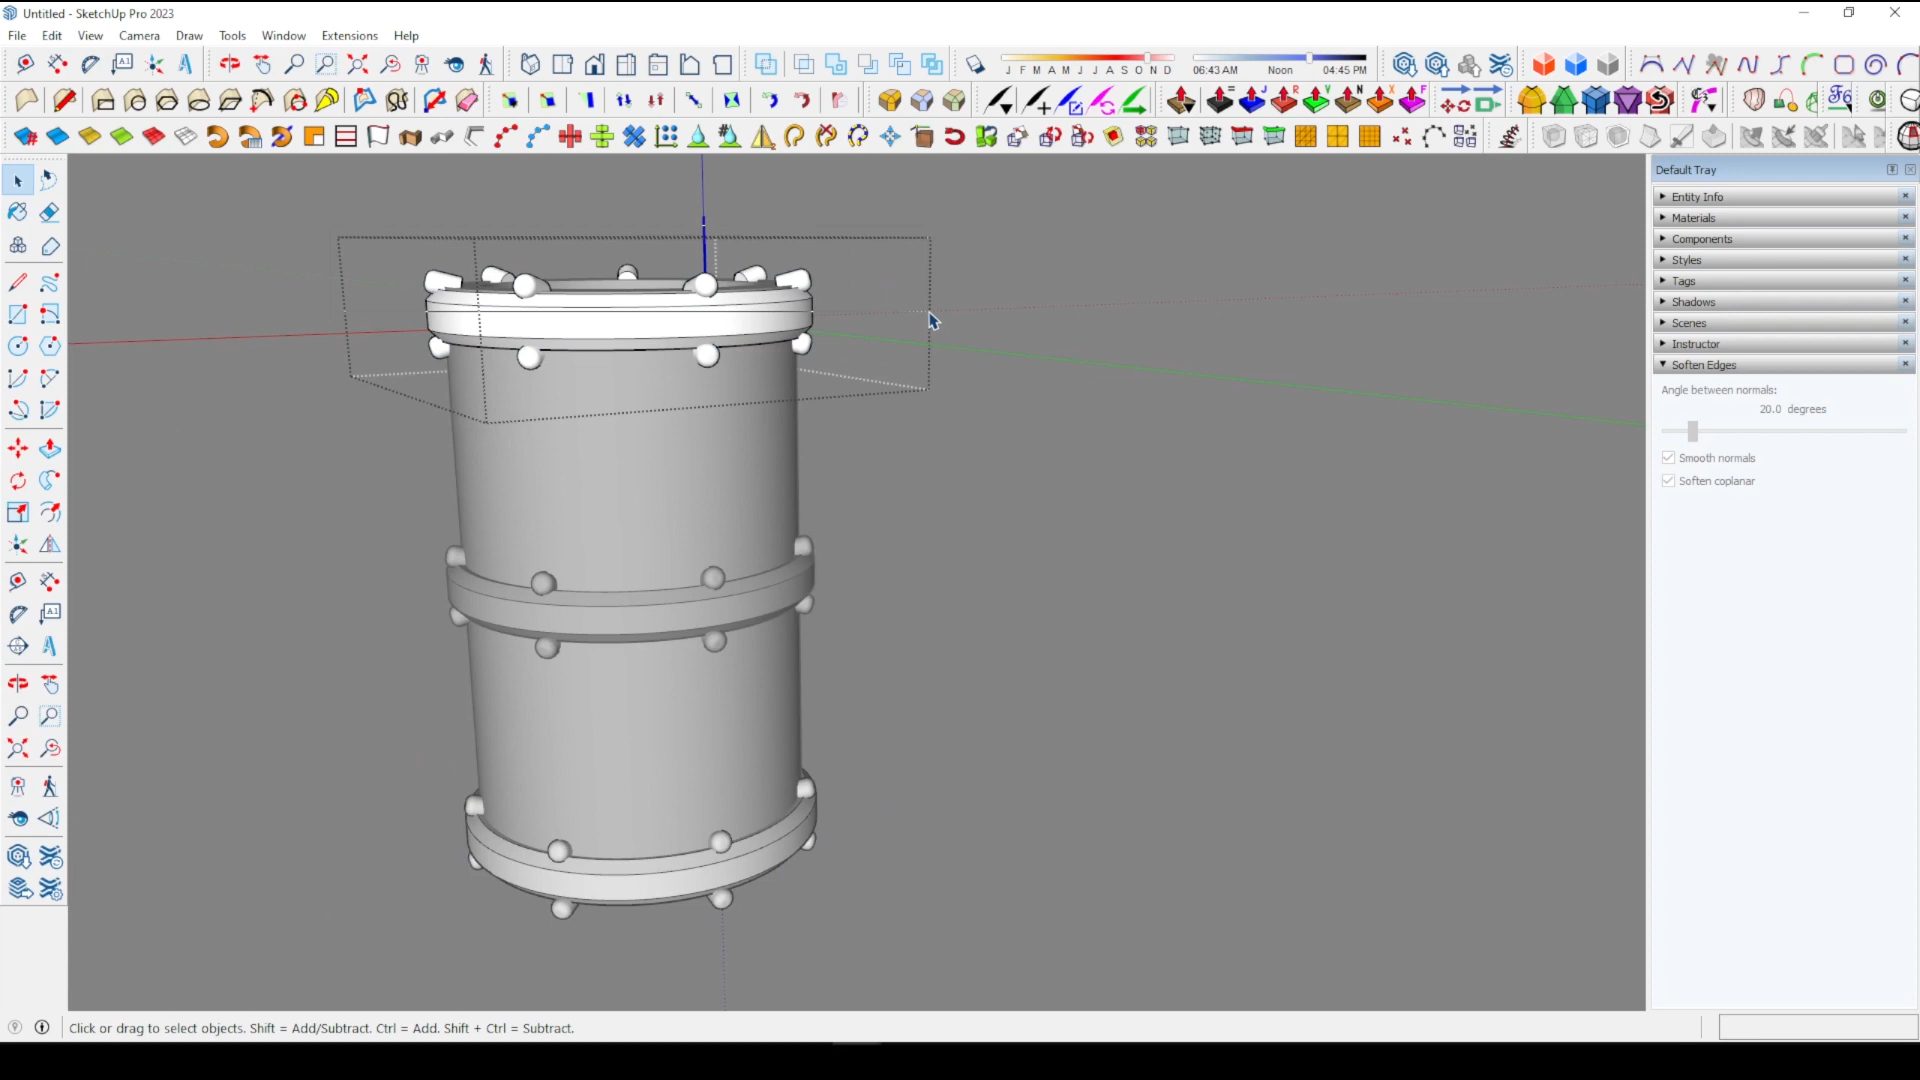 Untitled - SketchUp Pro 2023
File Edit View Camera Draw Tools Window Extensions Help
J F M A M J J A S O N D
06:43 AM Noon 04:45 PM
Default Tray
Entity Info
Materials
Components
Styles
Tags
Shadows
Scenes
Instructor
Soften Edges
Angle between normals:
20.0 degrees
Smooth normals
Soften coplanar
Click or drag to select objects. Shift = Add/Subtract. Ctrl = Add. Shift + Ctrl = Subtract.